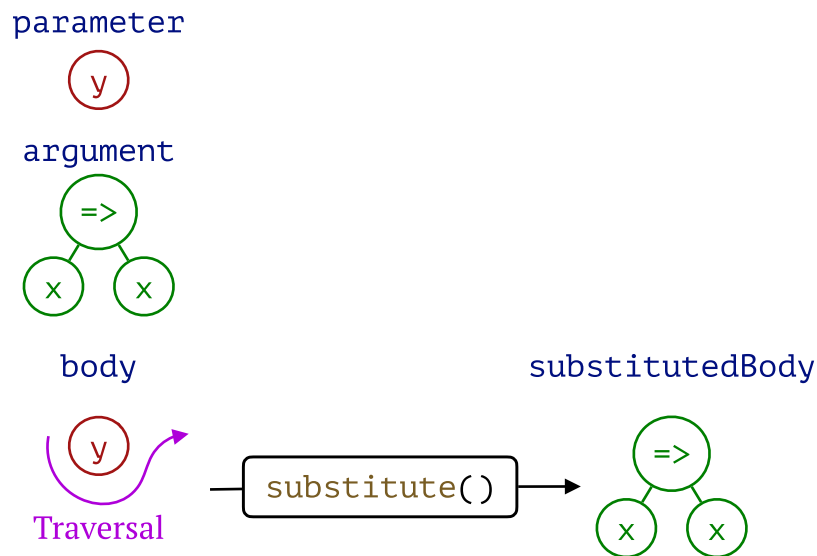 parameter
y
argument
=>
x x
body substitutedBody
y =>
substitute()
Traversal x x